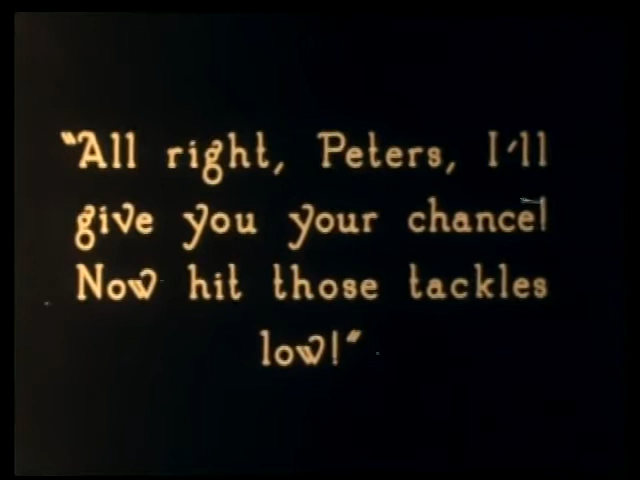 "All right, Peters, I'll
give you your chance!
Now hit those tackles
low!"